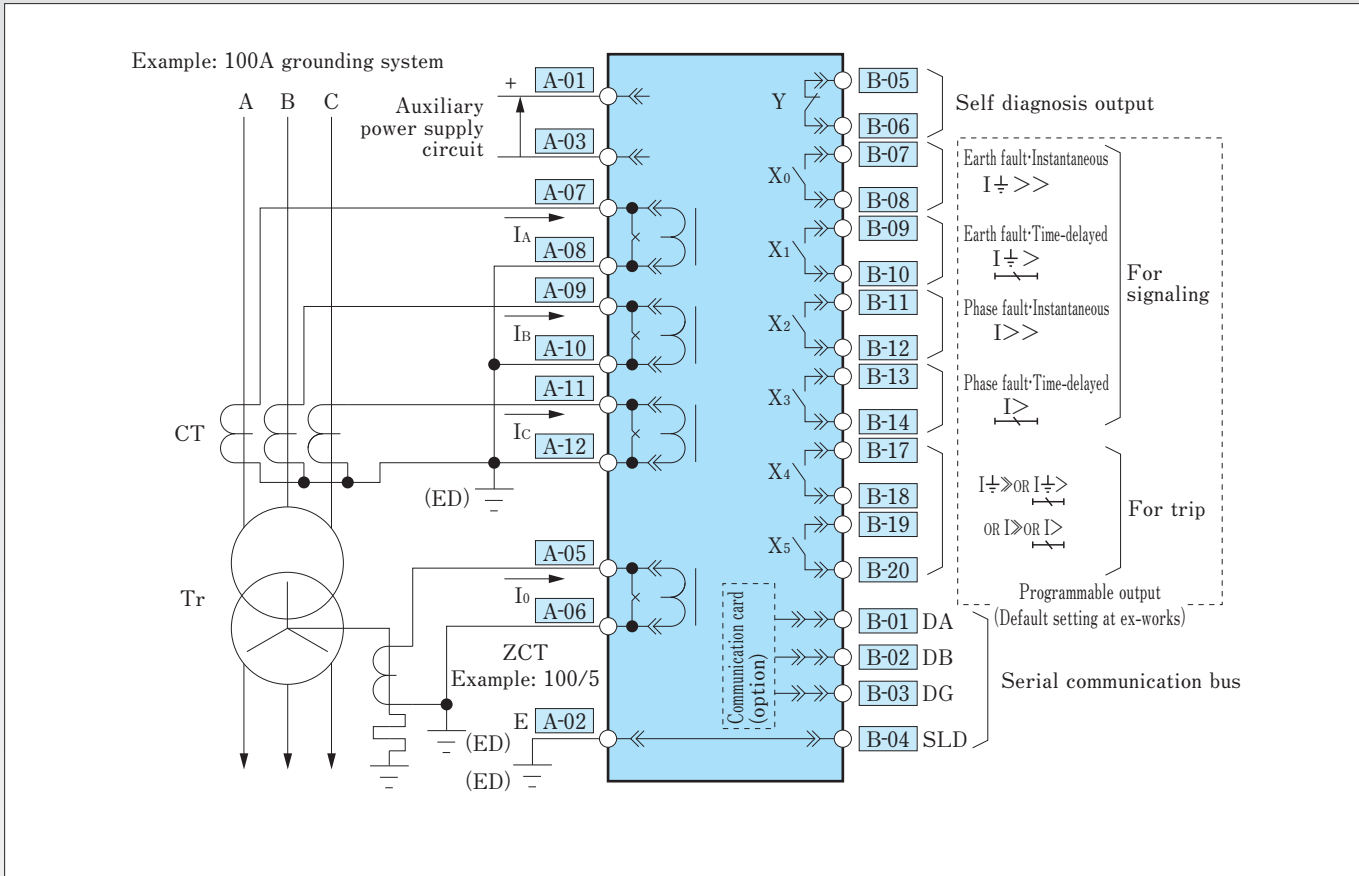 Example: 100A grounding system
A B C
Auxiliary
power supply
circuit
+
A-01
A-03
A-07
IA
A-08
A-09
IB
A-10
A-11
IC
A-12
CT
(ED)
Tr
A-05
I0
A-06
ZCT
Example: 100/5
E A-02
(ED)
(ED)
Y
X0
X1
X2
X3
X4
X5
Communication card
(option)
B-05
B-06
Self diagnosis output
B-07
B-08
Earth fault·Instantaneous
I⏚>>
B-09
B-10
Earth fault·Time-delayed
I⏚>
B-11
B-12
Phase fault·Instantaneous
I>>
B-13
B-14
Phase fault·Time-delayed
I>
For
signaling
B-17
B-18
B-19
B-20
I⏚≫OR I⏚>
OR I≫OR I>
For trip
Programmable output
(Default setting at ex-works)
B-01 DA
B-02 DB
B-03 DG
B-04 SLD
Serial communication bus